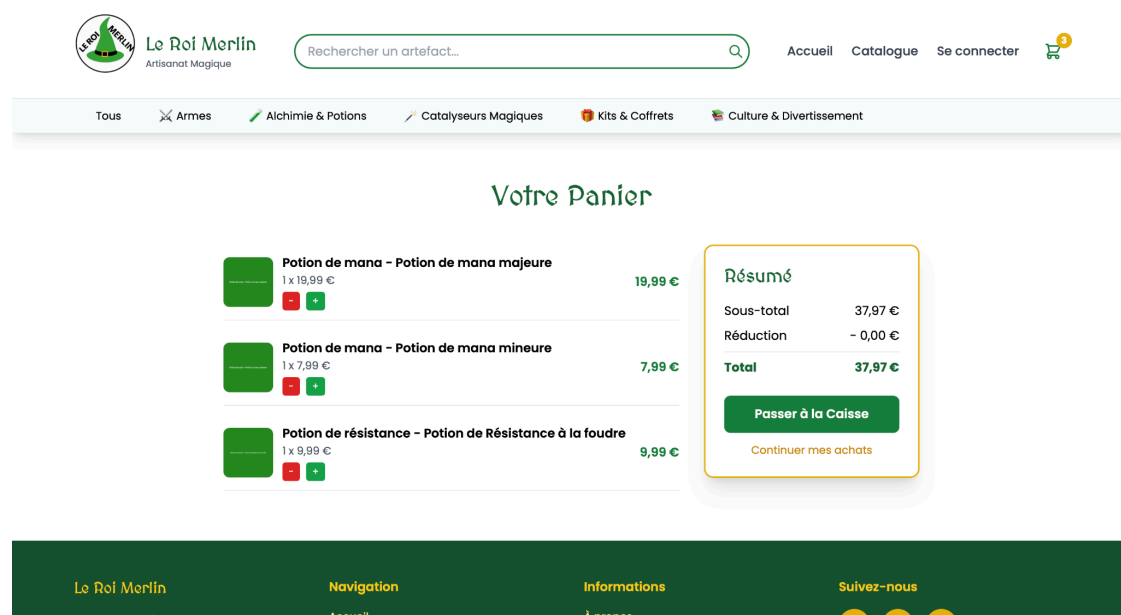 LE ROI MERLIN
Le Roi Merlin
Artisanat Magique
Rechercher un artefact...
Accueil
Catalogue
Se connecter
3
Tous
Armes
Alchimie & Potions
Catalyseurs Magiques
Kits & Coffrets
Culture & Divertissement
Votre Panier
Potion de mana - Potion de mana majeure
1 x 19,99 €
19,99 €
- +
Potion de mana - Potion de mana mineure
1 x 7,99 €
7,99 €
- +
Potion de résistance - Potion de Résistance à la foudre
1 x 9,99 €
9,99 €
- +
Résumé
Sous-total 37,97 €
Réduction - 0,00 €
Total 37,97 €
Passer à la Caisse
Continuer mes achats
Le Roi Merlin
Navigation
Informations
Suivez-nous